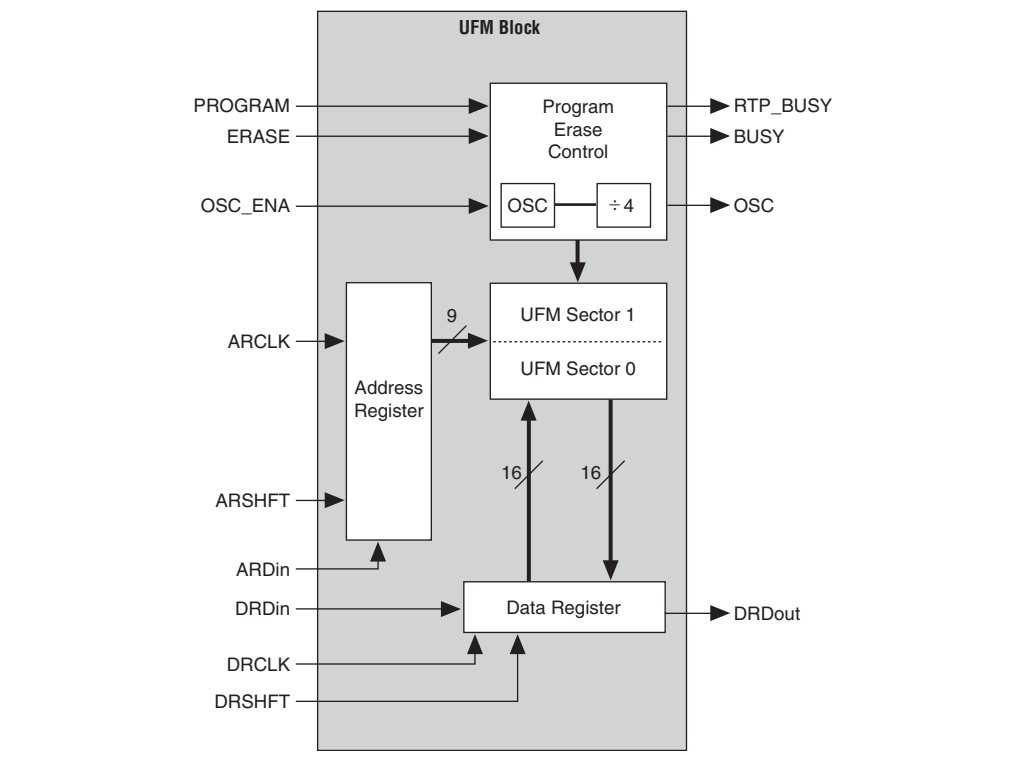 UFM Block
PROGRAM
ERASE
OSC_ENA
Program
Erase
Control
OSC
÷ 4
RTP_BUSY
BUSY
OSC
ARCLK
ARSHFT
ARDin
Address
Register
9
UFM Sector 1
UFM Sector 0
16
16
DRDin
DRCLK
DRSHFT
Data Register
DRDout